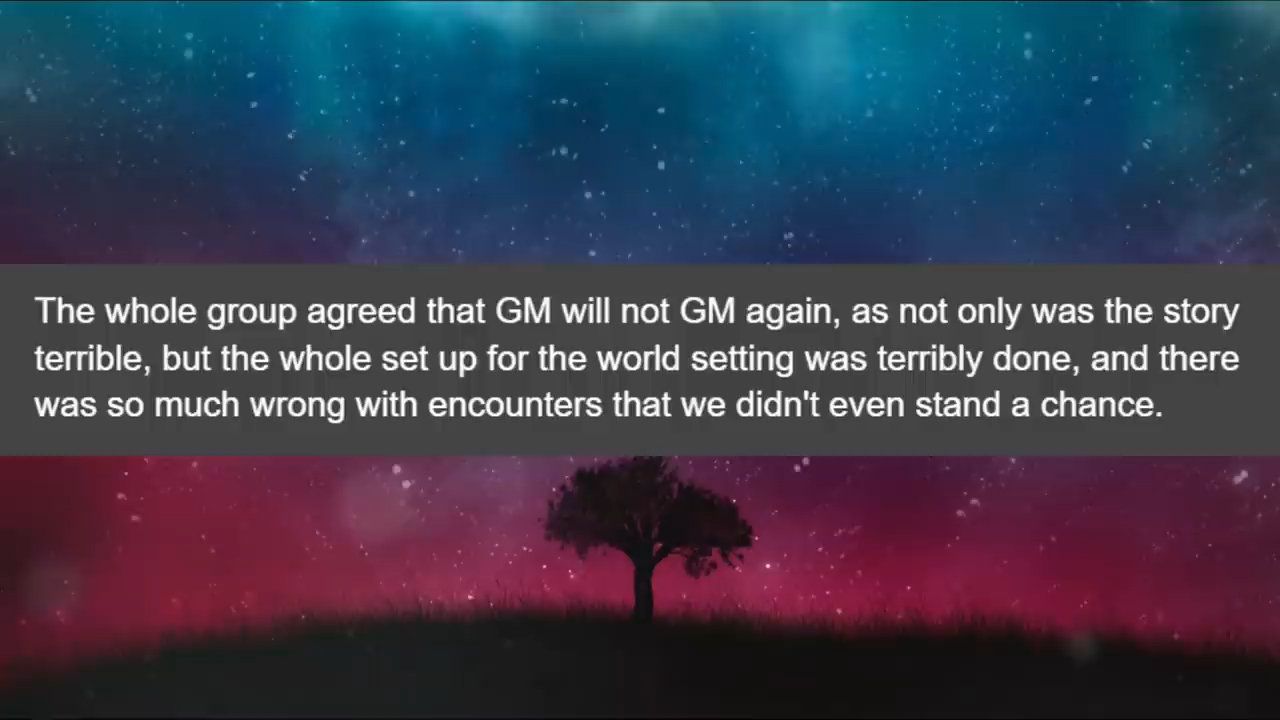 The whole group agreed that GM will not GM again, as not only was the story
terrible, but the whole set up for the world setting was terribly done, and there
was so much wrong with encounters that we didn't even stand a chance.